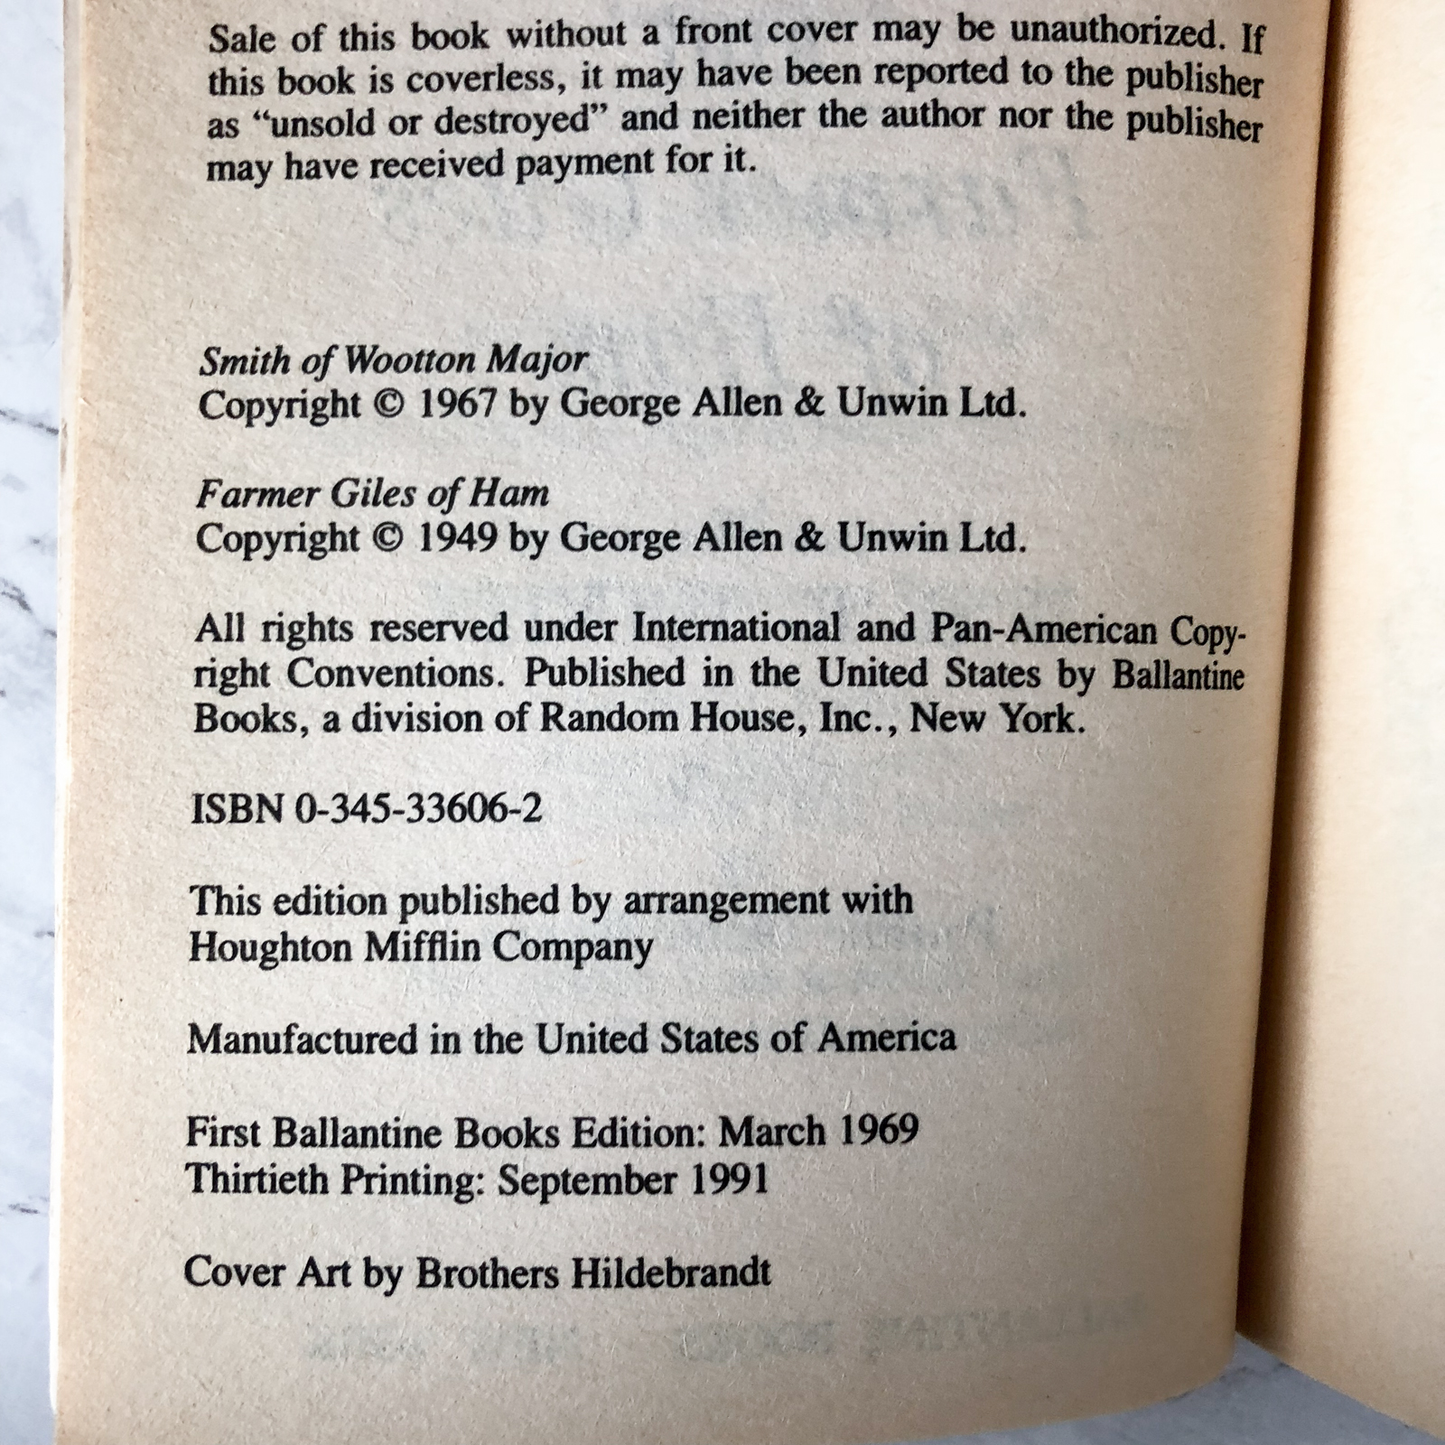 Sale of this book without a front cover may be unauthorized. If
this book is coverless, it may have been reported to the publisher
as “unsold or destroyed” and neither the author nor the publisher
may have received payment for it.
Smith of Wootton Major
Copyright © 1967 by George Allen & Unwin Ltd.
Farmer Giles of Ham
Copyright © 1949 by George Allen & Unwin Ltd.
All rights reserved under International and Pan-American Copy-
right Conventions. Published in the United States by Ballantine
Books, a division of Random House, Inc., New York.
ISBN 0-345-33606-2
This edition published by arrangement with
Houghton Mifflin Company
Manufactured in the United States of America
First Ballantine Books Edition: March 1969
Thirtieth Printing: September 1991
Cover Art by Brothers Hildebrandt